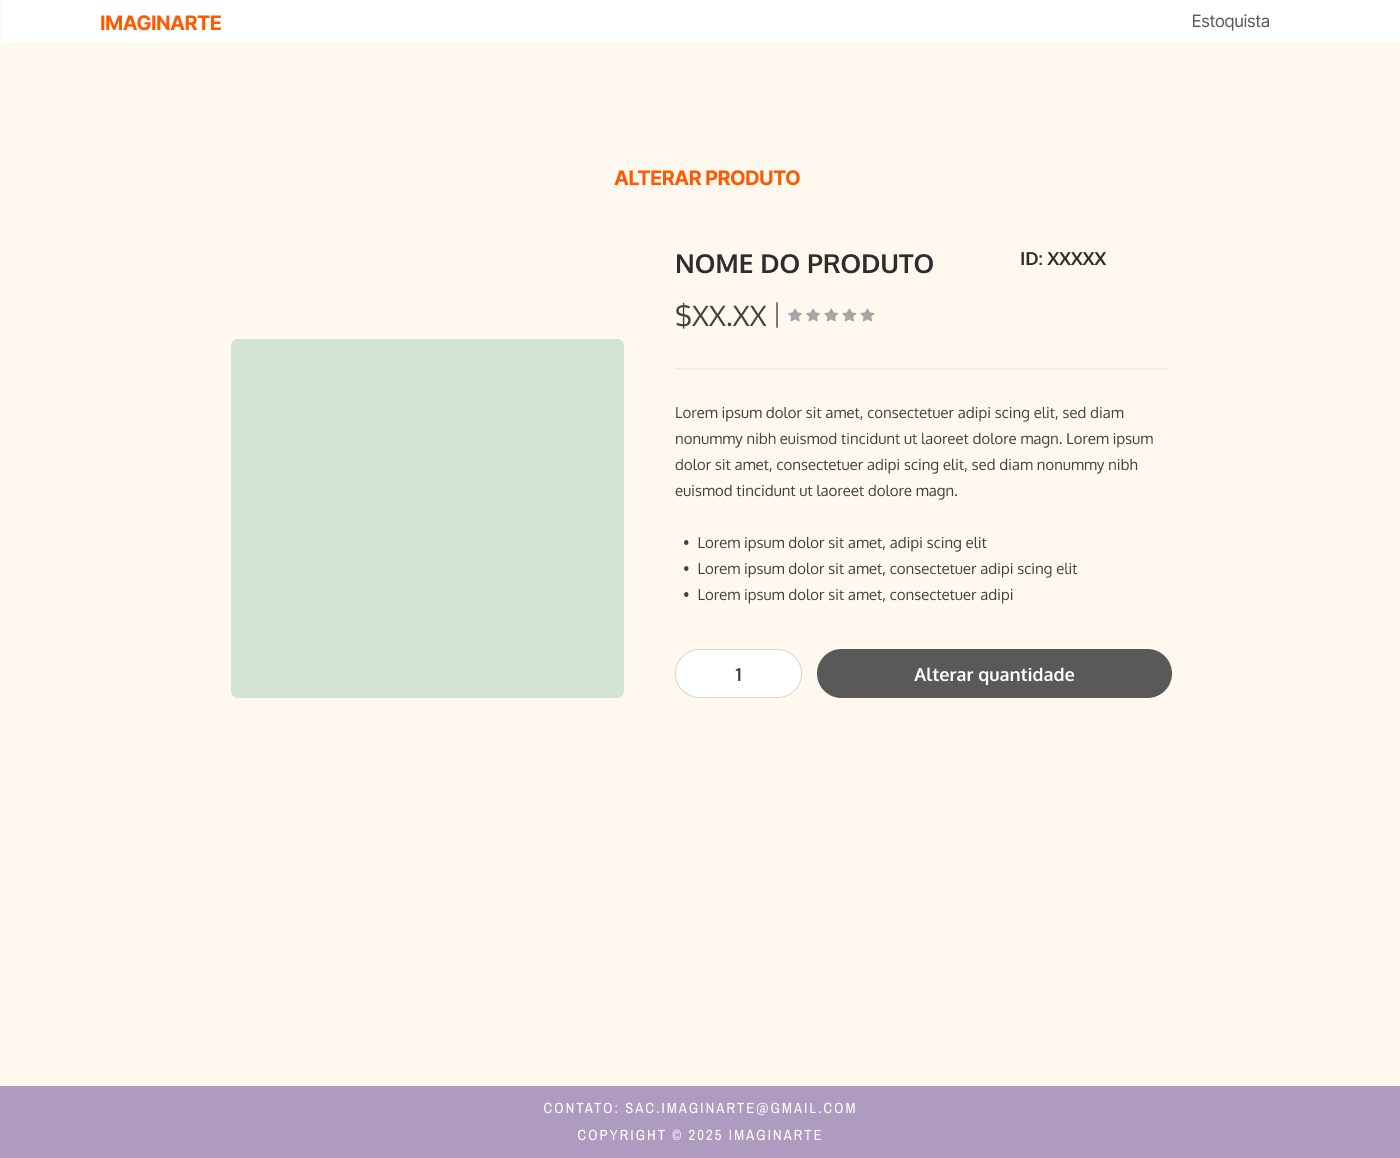 IMAGINARTE
Estoquista
ALTERAR PRODUTO
NOME DO PRODUTO
ID: XXXXX
$XX.XX |
Lorem ipsum dolor sit amet, consectetuer adipi scing elit, sed diam
nonummy nibh euismod tincidunt ut laoreet dolore magn. Lorem ipsum
dolor sit amet, consectetuer adipi scing elit, sed diam nonummy nibh
euismod tincidunt ut laoreet dolore magn.
• Lorem ipsum dolor sit amet, adipi scing elit
• Lorem ipsum dolor sit amet, consectetuer adipi scing elit
• Lorem ipsum dolor sit amet, consectetuer adipi
1
Alterar quantidade
CONTATO: SAC.IMAGINARTE@GMAIL.COM
COPYRIGHT © 2025 IMAGINARTE